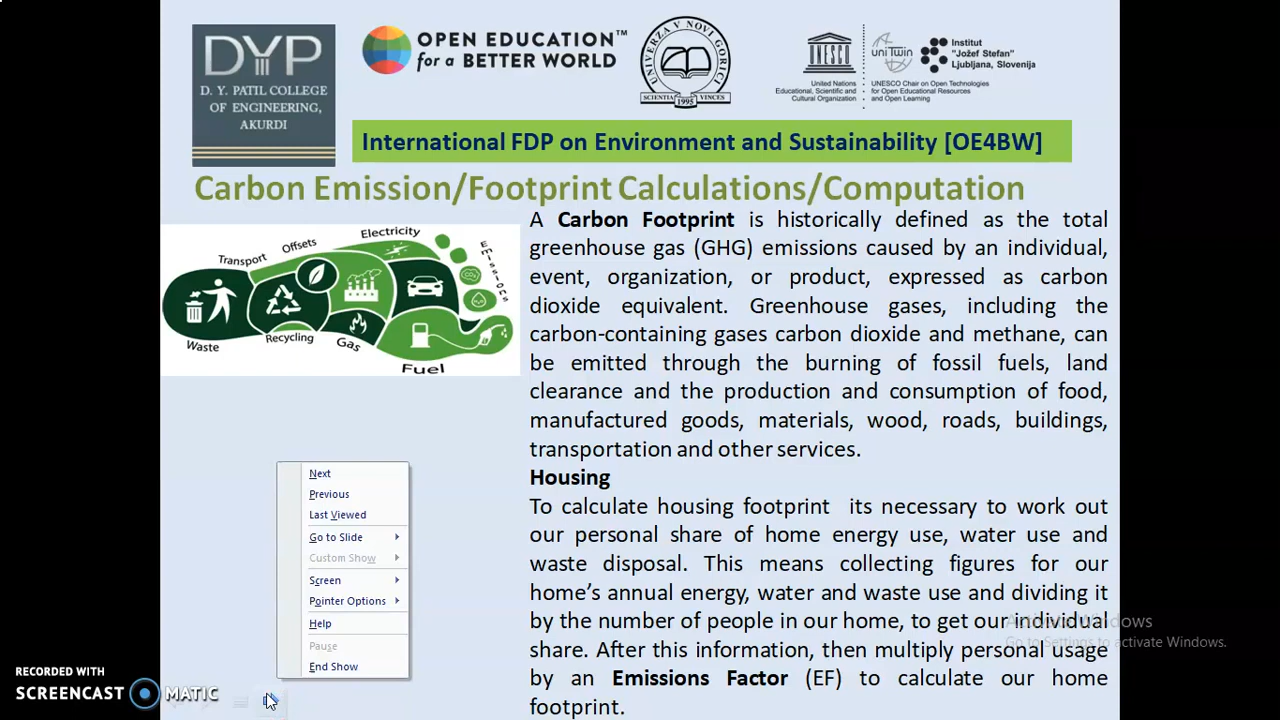 DYP
D. Y. PATIL COLLEGE
OF ENGINEERING,
AKURDI
OPEN EDUCATION™
for a BETTER WORLD
UNIVERZA V NOVI GORICI
SCIENTIA VINCES
1995
UNESCO
United Nations
Educational, Scientific and
Cultural Organization
uniTwin
Institut
"Jožef Stefan"
Ljubljana, Slovenija
UNESCO Chair on Open Technologies
for Open Educational Resources
and Open Learning
International FDP on Environment and Sustainability [OE4BW]
Carbon Emission/Footprint Calculations/Computation
Transport
Offsets
Electricity
Emissions
Waste
Recycling
Gas
Fuel
A Carbon Footprint is historically defined as the total
greenhouse gas (GHG) emissions caused by an individual,
event, organization, or product, expressed as carbon
dioxide equivalent. Greenhouse gases, including the
carbon-containing gases carbon dioxide and methane, can
be emitted through the burning of fossil fuels, land
clearance and the production and consumption of food,
manufactured goods, materials, wood, roads, buildings,
transportation and other services.
Housing
To calculate housing footprint its necessary to work out
our personal share of home energy use, water use and
waste disposal. This means collecting figures for our
home's annual energy, water and waste use and dividing it
by the number of people in our home, to get our individual
share. After this information, then multiply personal usage
by an Emissions Factor (EF) to calculate our home
footprint.
Next
Previous
Last Viewed
Go to Slide
Custom Show
Screen
Pointer Options
Help
Pause
End Show
Activate Windows
Go to Settings to activate Windows.
RECORDED WITH
SCREENCAST MATIC